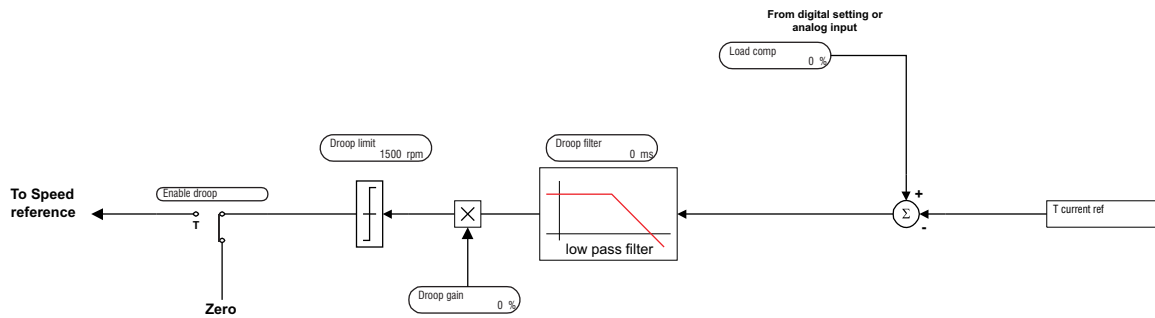 From digital setting or
analog input
Load comp
0 %
Droop limit
1500 rpm
Droop filter
0 ms
To Speed
reference
Enable droop
T
+
Σ
-
T current ref
low pass filter
Droop gain
0 %
Zero